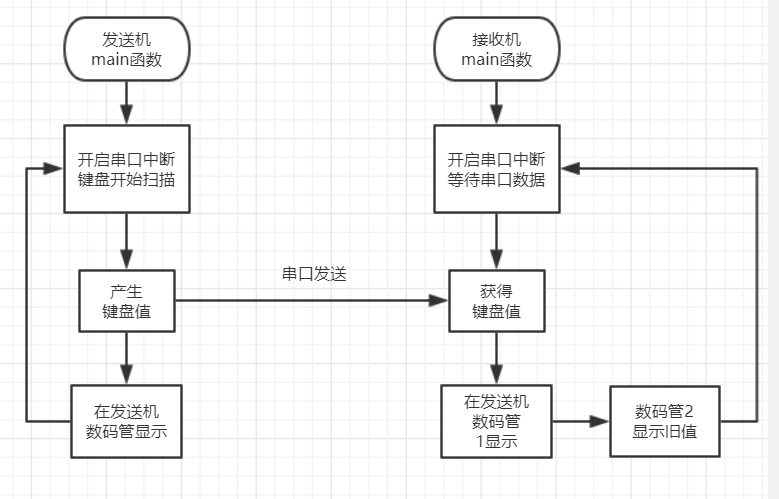 发送机
main函数
开启串口中断
键盘开始扫描
产生
键盘值
在发送机
数码管显示
串口发送
接收机
main函数
开启串口中断
等待串口数据
获得
键盘值
在发送机
数码管
1显示
数码管2
显示旧值